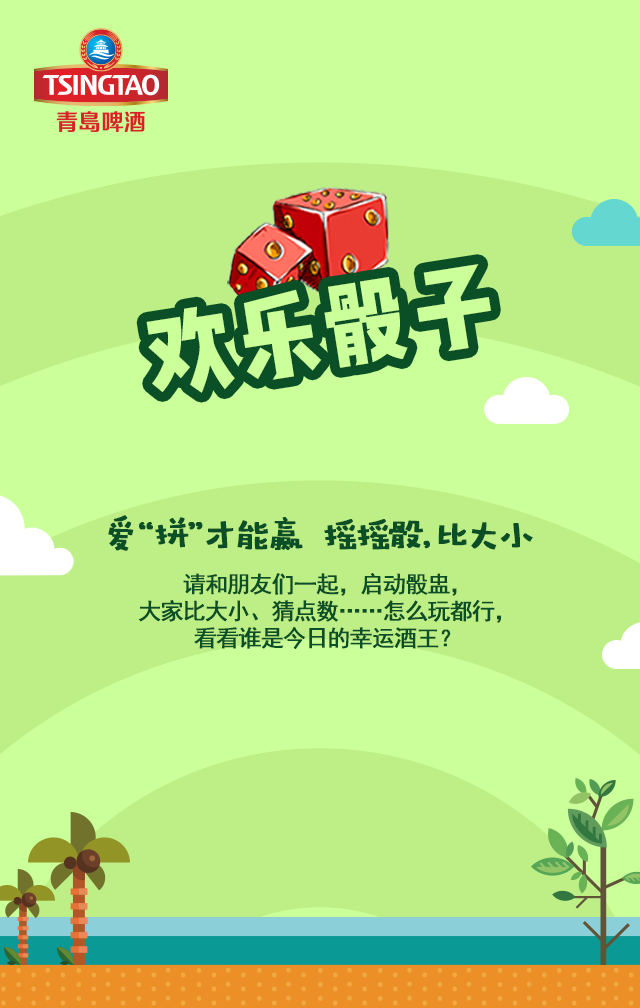 TSINGTAO
青島啤酒
欢乐骰子
爱“拼”才能赢 摇摇骰,比大小
请和朋友们一起，启动骰盅，
大家比大小、猜点数……怎么玩都行，
看看谁是今日的幸运酒王？